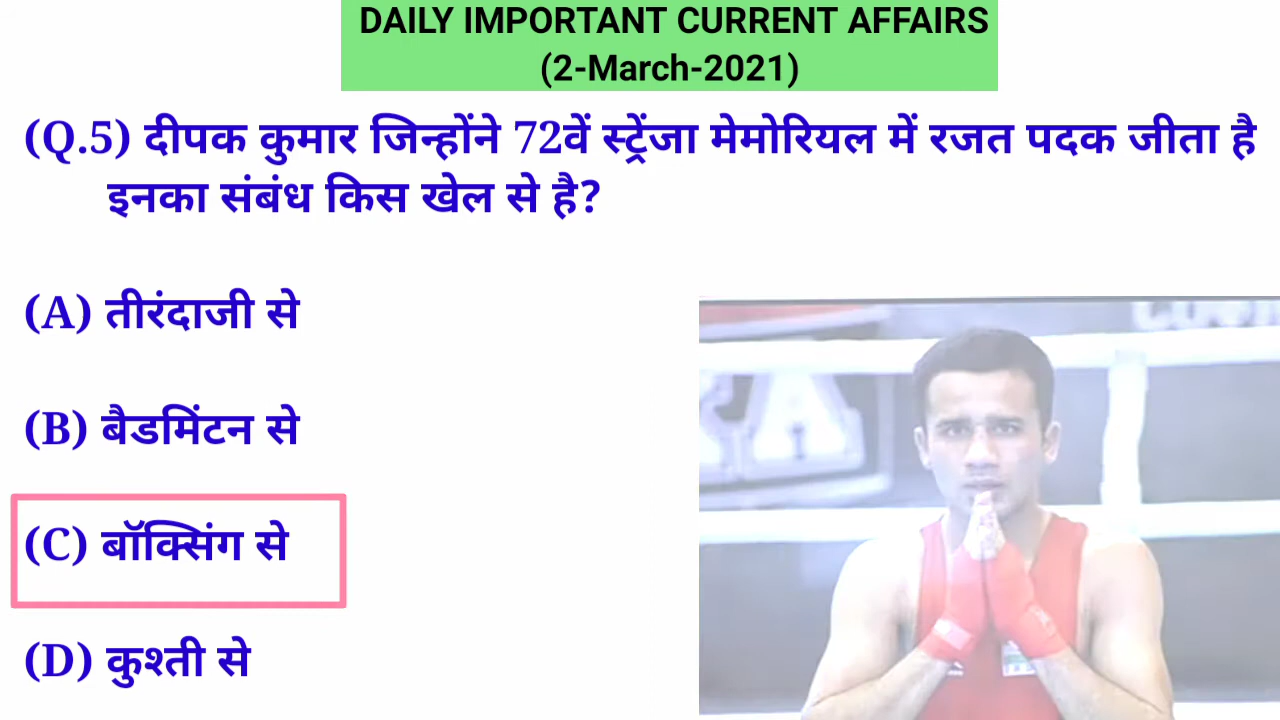 DAILY IMPORTANT CURRENT AFFAIRS
(2-March-2021)
(Q.5) दीपक कुमार जिन्होंने 72वें स्ट्रेंजा मेमोरियल में रजत पदक जीता है
इनका संबंध किस खेल से है?
(A) तीरंदाजी से
(B) बैडमिंटन से
(C) बॉक्सिंग से
(D) कुश्ती से